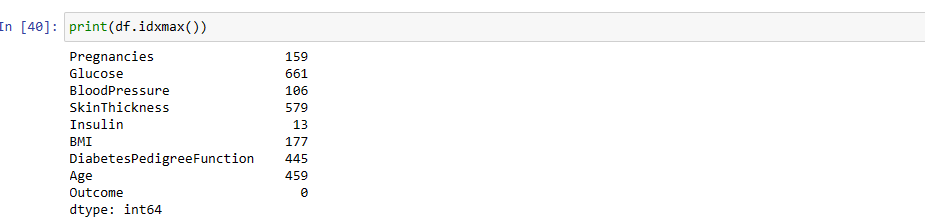 In [40]: print(df.idxmax())
Pregnancies 159
Glucose 661
BloodPressure 106
SkinThickness 579
Insulin 13
BMI 177
DiabetesPedigreeFunction 445
Age 459
Outcome 0
dtype: int64